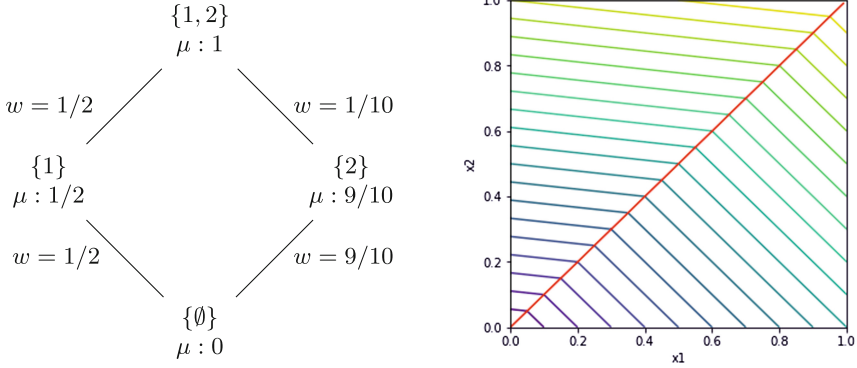 {1, 2}
μ : 1
w = 1/2
w = 1/10
{1}
μ : 1/2
{2}
μ : 9/10
w = 1/2
w = 9/10
{∅}
μ : 0
1.0
0.8
0.6
0.4
0.2
0.0
x2
0.0 0.2 0.4 0.6 0.8 1.0
x1